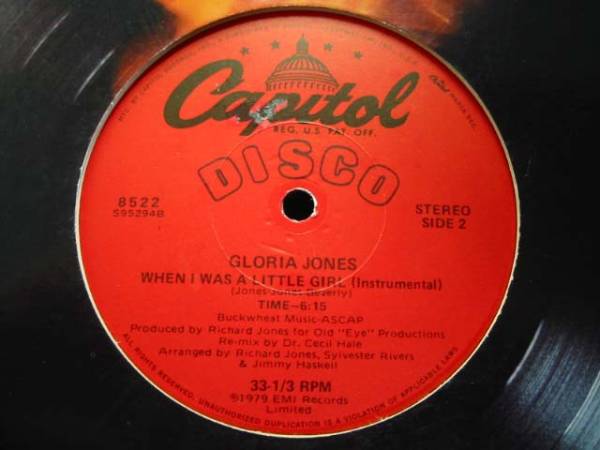 Capitol
REG. U.S. PAT. OFF.
DISCO
8522
S95294B
STEREO
SIDE 2
GLORIA JONES
WHEN I WAS A LITTLE GIRL (Instrumental)
(Jones-Jones-Bezerly)
TIME–6:15
Buckwheat Music-ASCAP
Produced by Richard Jones for Old "Eye" Productions
Re-mix by Dr. Cecil Hale
Arranged by Richard Jones, Sylvester Rivers
& Jimmy Haskell
33-1/3 RPM
℗1979 EMI Records
Limited
ALL RIGHTS RESERVED. UNAUTHORIZED DUPLICATION IS A VIOLATION OF APPLICABLE LAWS